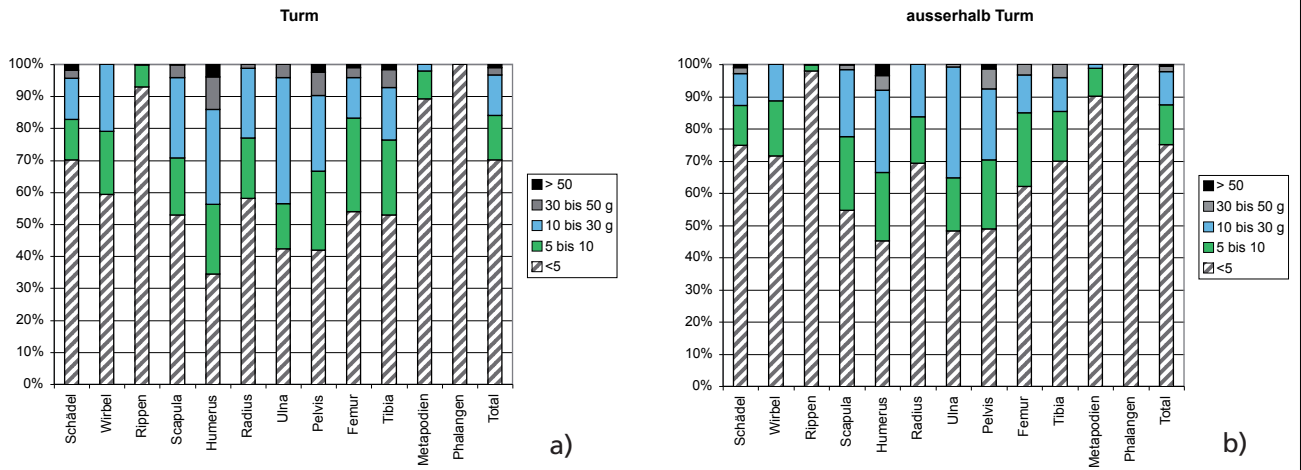 Turm
100%
90%
80%
70%
60%
50%
40%
30%
20%
10%
0%
Schädel
Wirbel
Rippen
Scapula
Humerus
Radius
Ulna
Pelvis
Femur
Tibia
Metapodien
Phalangen
Total
> 50
30 bis 50 g
10 bis 30 g
5 bis 10
<5
a)
ausserhalb Turm
100%
90%
80%
70%
60%
50%
40%
30%
20%
10%
0%
Schädel
Wirbel
Rippen
Scapula
Humerus
Radius
Ulna
Pelvis
Femur
Tibia
Metapodien
Phalangen
Total
> 50
30 bis 50 g
10 bis 30 g
5 bis 10
<5
b)